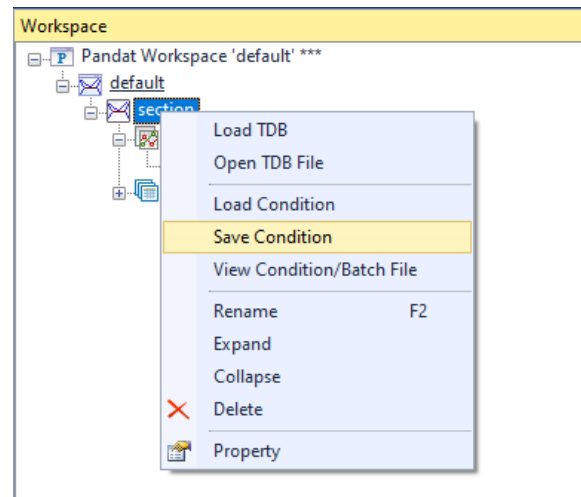 Workspace
Pandat Workspace 'default' ***
default
section
Load TDB
Open TDB File
Load Condition
Save Condition
View Condition/Batch File
Rename F2
Expand
Collapse
Delete
Property